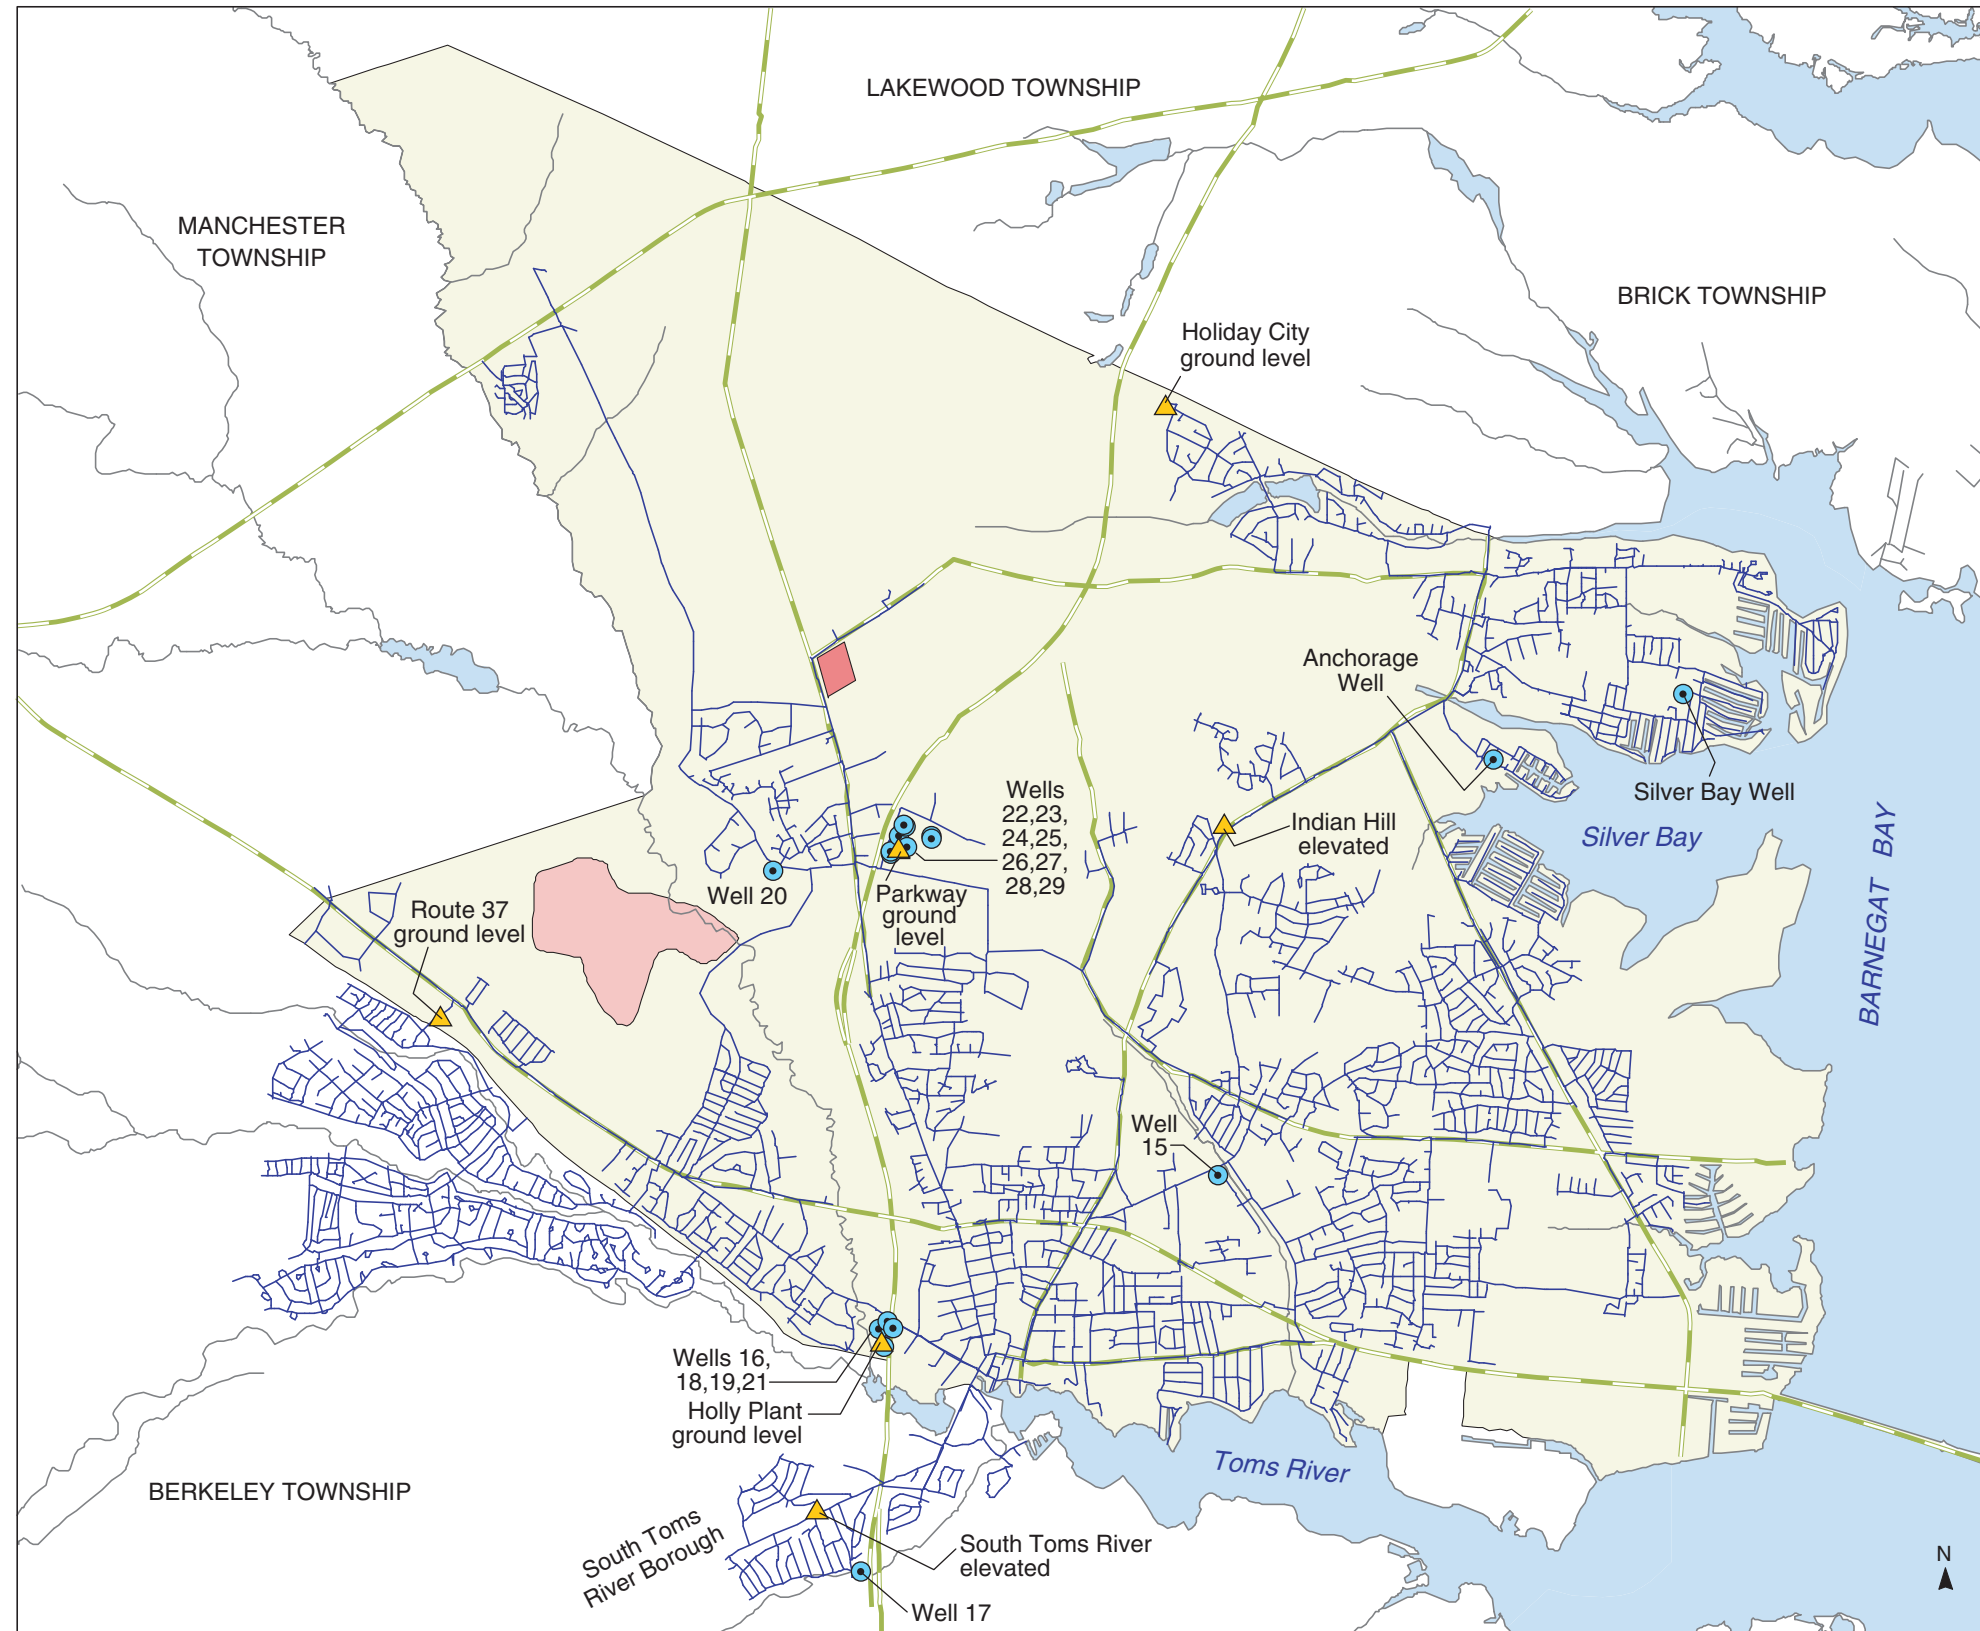 LAKEWOOD TOWNSHIP
MANCHESTER
TOWNSHIP
BRICK TOWNSHIP
Holiday City
ground level
Anchorage
Well
Silver Bay Well
Wells
22,23,
24,25,
26,27,
28,29
Indian Hill
elevated
Silver Bay
BARNEGAT BAY
Well 20
Parkway
ground
level
Route 37
ground level
Well
15
Wells 16,
18,19,21
Holly Plant
ground level
Toms River
BERKELEY TOWNSHIP
South Toms
River Borough
South Toms River
elevated
Well 17
N